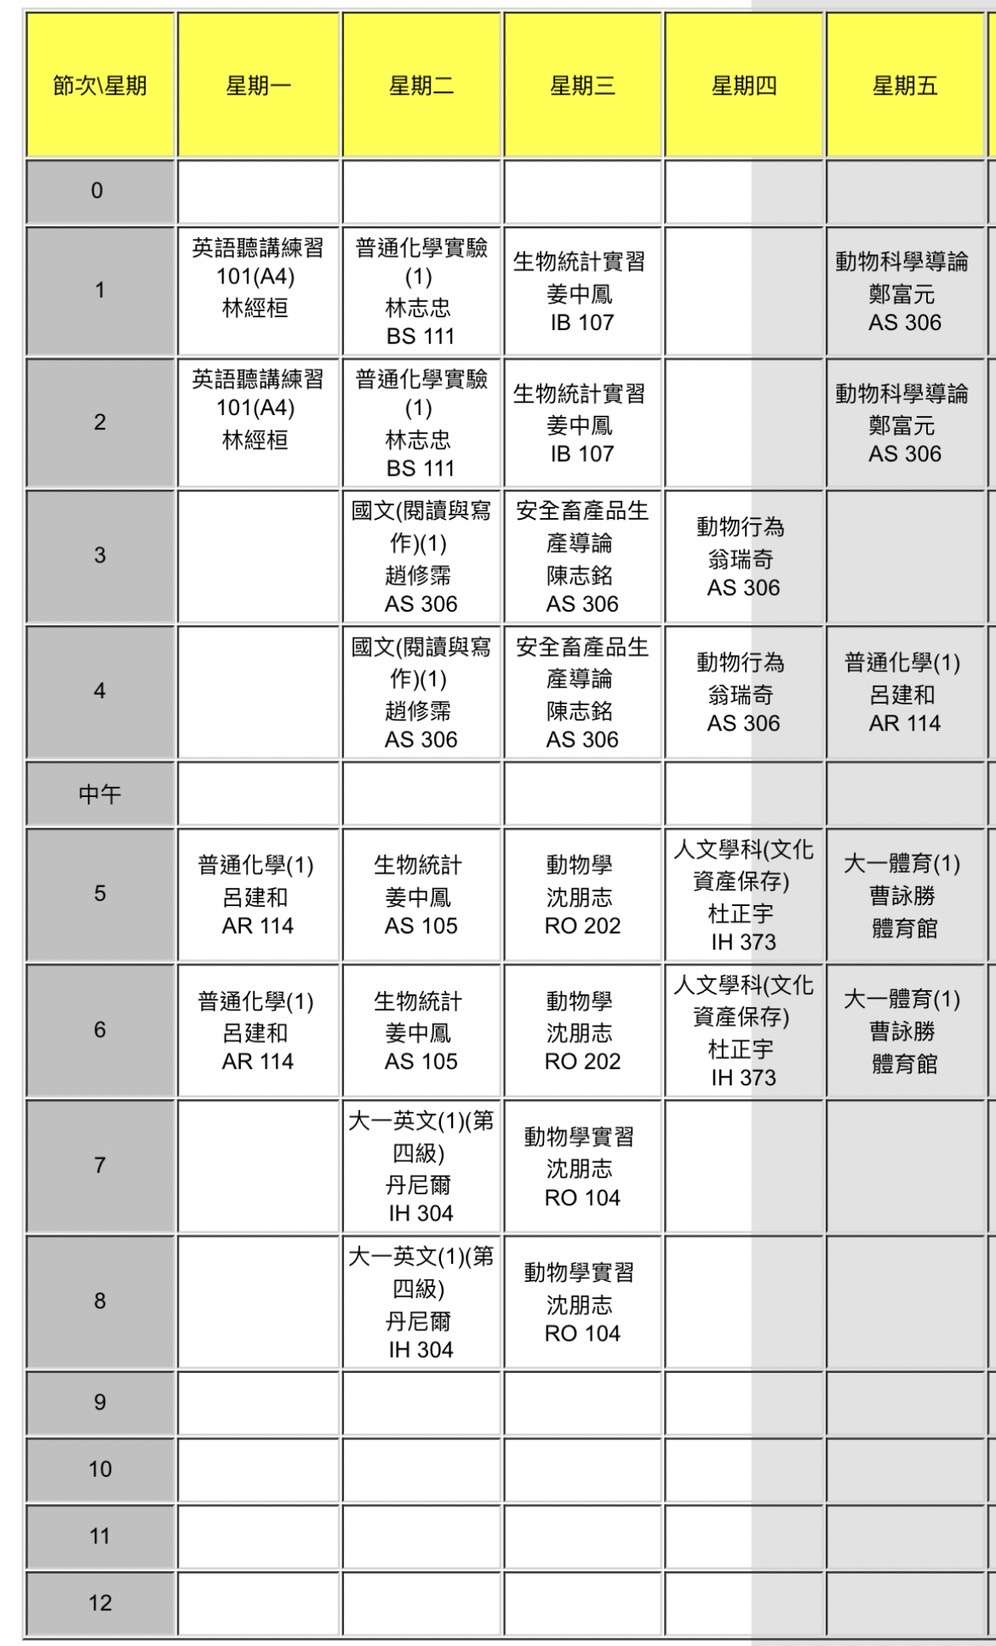 節次\星期 星期一 星期二 星期三 星期四 星期五
0
1
英語聽講練習
101(A4)
林經桓
普通化學實驗
(1)
林志忠
BS 111
生物統計實習
姜中鳳
IB 107
動物科學導論
鄭富元
AS 306
2
英語聽講練習
101(A4)
林經桓
普通化學實驗
(1)
林志忠
BS 111
生物統計實習
姜中鳳
IB 107
動物科學導論
鄭富元
AS 306
3
國文(閱讀與寫
作)(1)
趙修霈
AS 306
安全畜產品生
產導論
陳志銘
AS 306
動物行為
翁瑞奇
AS 306
4
國文(閱讀與寫
作)(1)
趙修霈
AS 306
安全畜產品生
產導論
陳志銘
AS 306
動物行為
翁瑞奇
AS 306
普通化學(1)
呂建和
AR 114
中午
5
普通化學(1)
呂建和
AR 114
生物統計
姜中鳳
AS 105
動物學
沈朋志
RO 202
人文學科(文化
資產保存)
杜正宇
IH 373
大一體育(1)
曹詠勝
體育館
6
普通化學(1)
呂建和
AR 114
生物統計
姜中鳳
AS 105
動物學
沈朋志
RO 202
人文學科(文化
資產保存)
杜正宇
IH 373
大一體育(1)
曹詠勝
體育館
7
大一英文(1)(第
四級)
丹尼爾
IH 304
動物學實習
沈朋志
RO 104
8
大一英文(1)(第
四級)
丹尼爾
IH 304
動物學實習
沈朋志
RO 104
9
10
11
12